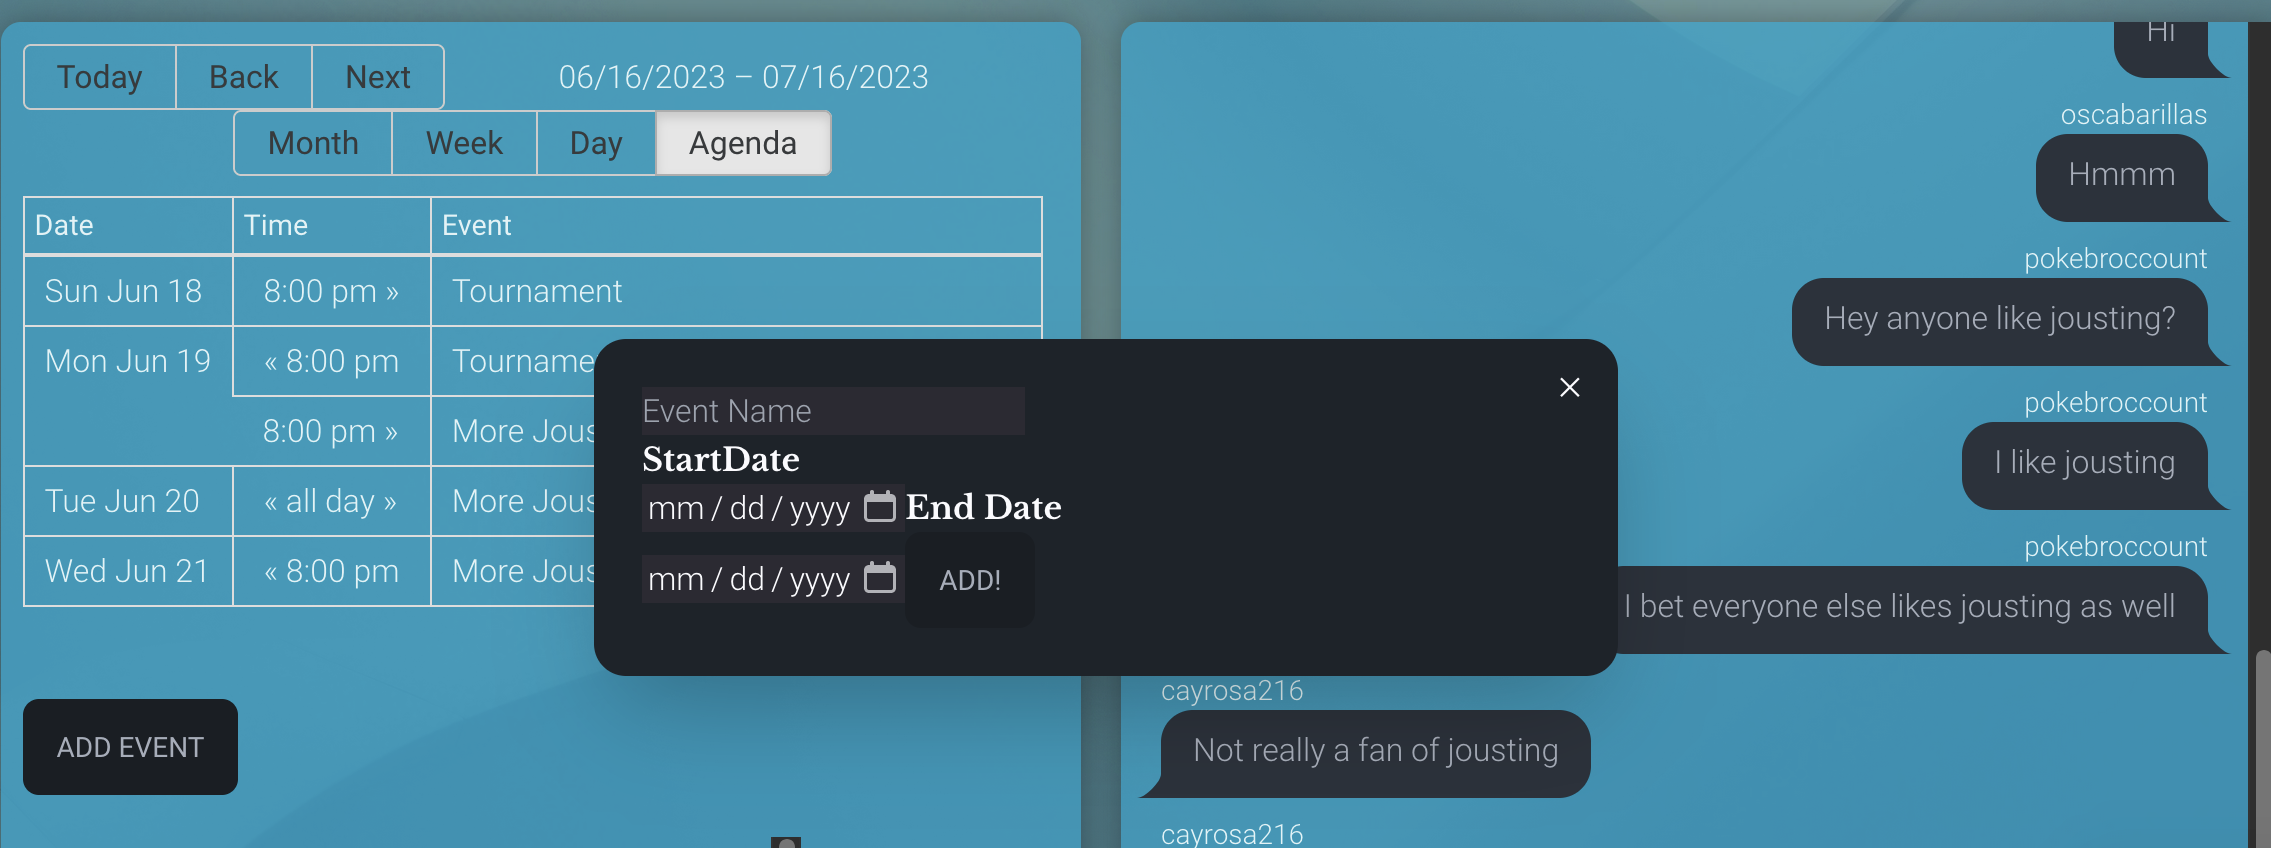 Today Back Next 06/16/2023 – 07/16/2023
Month Week Day Agenda
Date Time Event
Sun Jun 18 8:00 pm » Tournament
Mon Jun 19 « 8:00 pm Tourname
8:00 pm » More Jous
Tue Jun 20 « all day » More Jous
Wed Jun 21 « 8:00 pm More Jous
ADD EVENT
Event Name
StartDate
mm / dd / yyyy End Date
mm / dd / yyyy ADD!
Hi
oscabarillas
Hmmm
pokebroccount
Hey anyone like jousting?
pokebroccount
I like jousting
pokebroccount
I bet everyone else likes jousting as well
cayrosa216
Not really a fan of jousting
cayrosa216